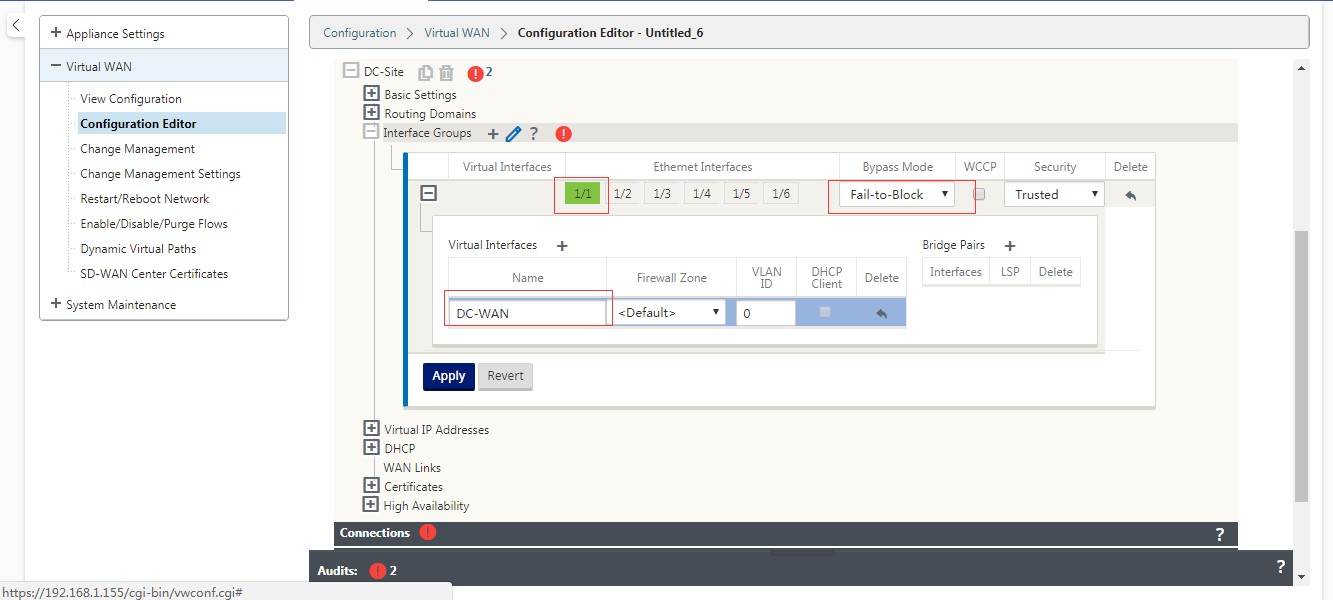 Configuration > Virtual WAN > Configuration Editor - Untitled_6
+ Appliance Settings
− Virtual WAN
View Configuration
Configuration Editor
Change Management
Change Management Settings
Restart/Reboot Network
Enable/Disable/Purge Flows
Dynamic Virtual Paths
SD-WAN Center Certificates
+ System Maintenance
DC-Site ! 2
Basic Settings
Routing Domains
Interface Groups + ? !
Virtual Interfaces Ethernet Interfaces Bypass Mode WCCP Security Delete
1/1 1/2 1/3 1/4 1/5 1/6 Fail-to-Block Trusted
Virtual Interfaces +
Name Firewall Zone VLAN ID DHCP Client Delete
DC-WAN <Default> 0
Bridge Pairs +
Interfaces LSP Delete
Apply Revert
Virtual IP Addresses
DHCP
WAN Links
Certificates
High Availability
Connections ! ?
Audits: ! 2 ?
https://192.168.1.155/cgi-bin/vwconf.cgi#